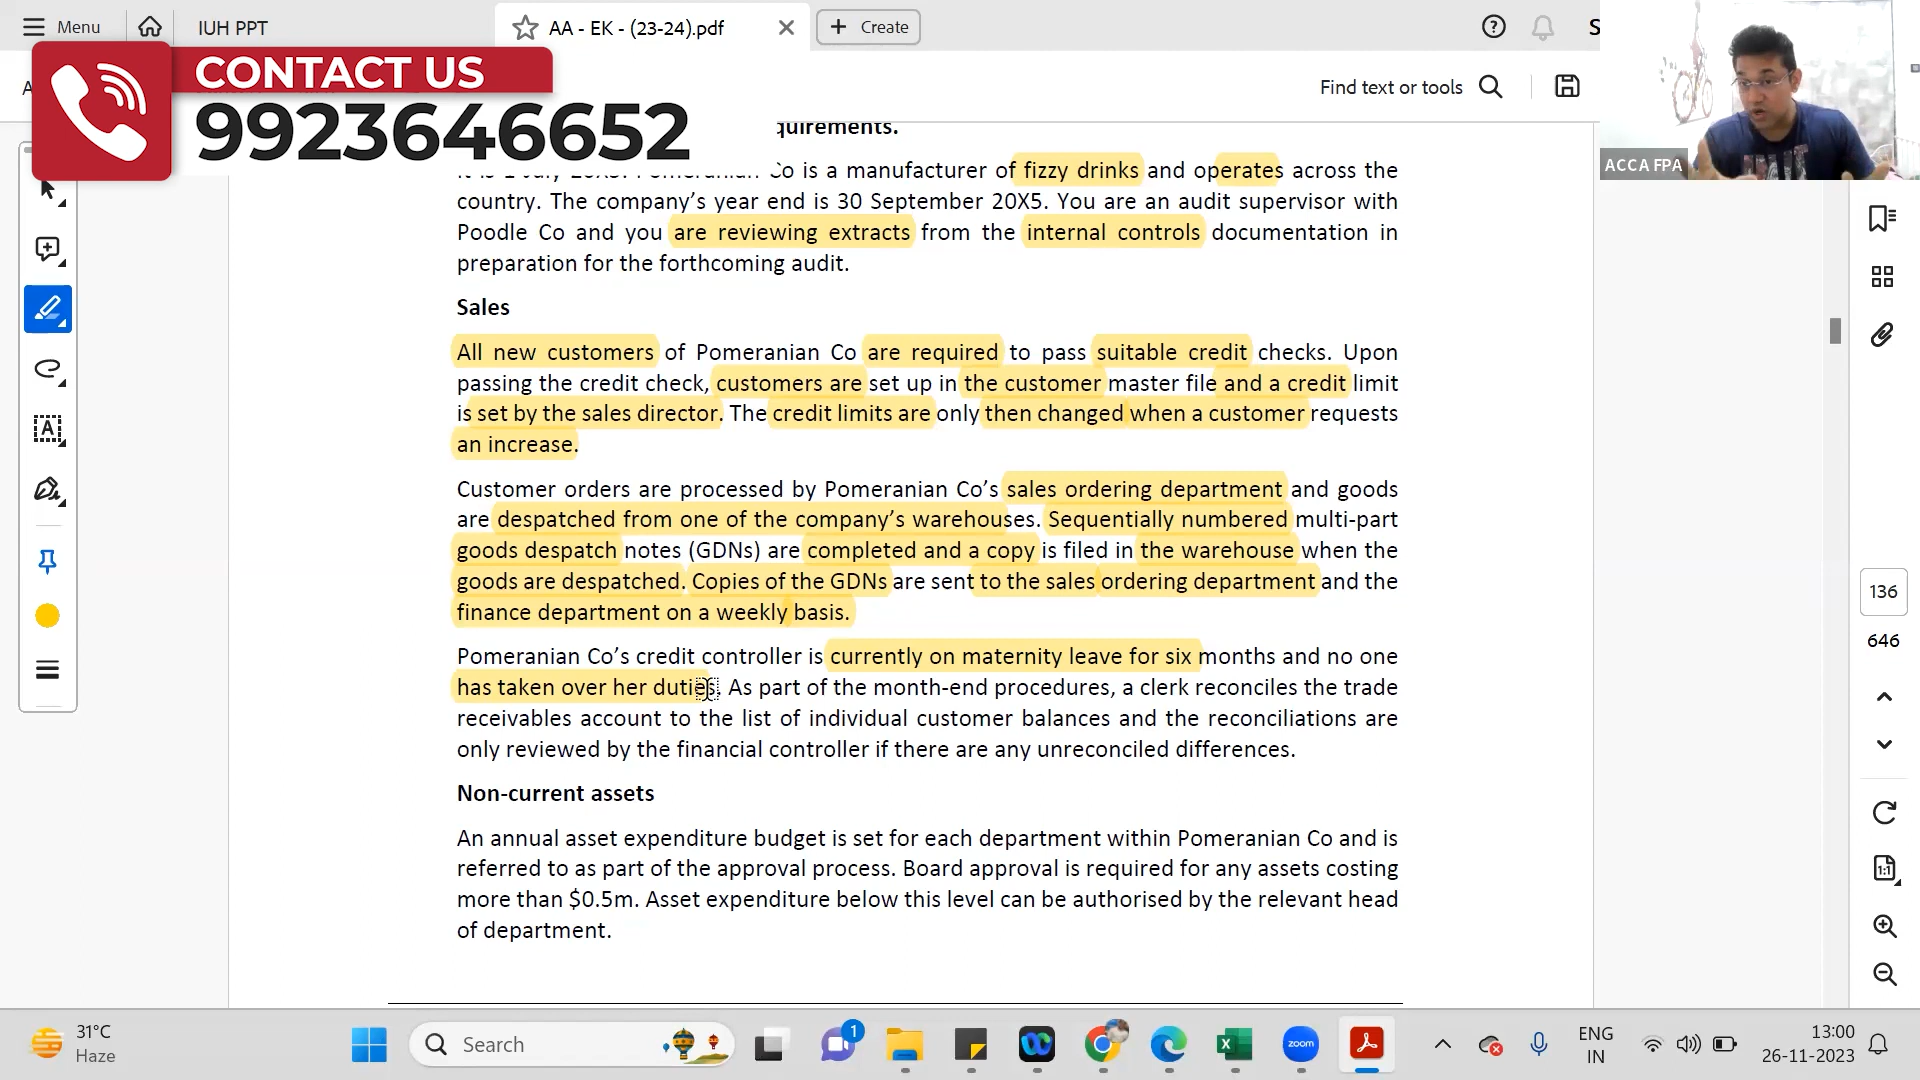 Menu
IUH PPT
AA - EK - (23-24).pdf
Create
S
CONTACT US
9923646652
Find text or tools
ACCA FPA
quirements.
Co is a manufacturer of fizzy drinks and operates across the
country. The company's year end is 30 September 20X5. You are an audit supervisor with
Poodle Co and you are reviewing extracts from the internal controls documentation in
preparation for the forthcoming audit.
Sales
All new customers of Pomeranian Co are required to pass suitable credit checks. Upon
passing the credit check, customers are set up in the customer master file and a credit limit
is set by the sales director. The credit limits are only then changed when a customer requests
an increase.
Customer orders are processed by Pomeranian Co's sales ordering department and goods
are despatched from one of the company's warehouses. Sequentially numbered multi-part
goods despatch notes (GDNs) are completed and a copy is filed in the warehouse when the
goods are despatched. Copies of the GDNs are sent to the sales ordering department and the
finance department on a weekly basis.
Pomeranian Co's credit controller is currently on maternity leave for six months and no one
has taken over her duties. As part of the month-end procedures, a clerk reconciles the trade
receivables account to the list of individual customer balances and the reconciliations are
only reviewed by the financial controller if there are any unreconciled differences.
Non-current assets
An annual asset expenditure budget is set for each department within Pomeranian Co and is
referred to as part of the approval process. Board approval is required for any assets costing
more than $0.5m. Asset expenditure below this level can be authorised by the relevant head
of department.
136
646
31°C
Haze
Search
1
zoom
ENG
IN
13:00
26-11-2023